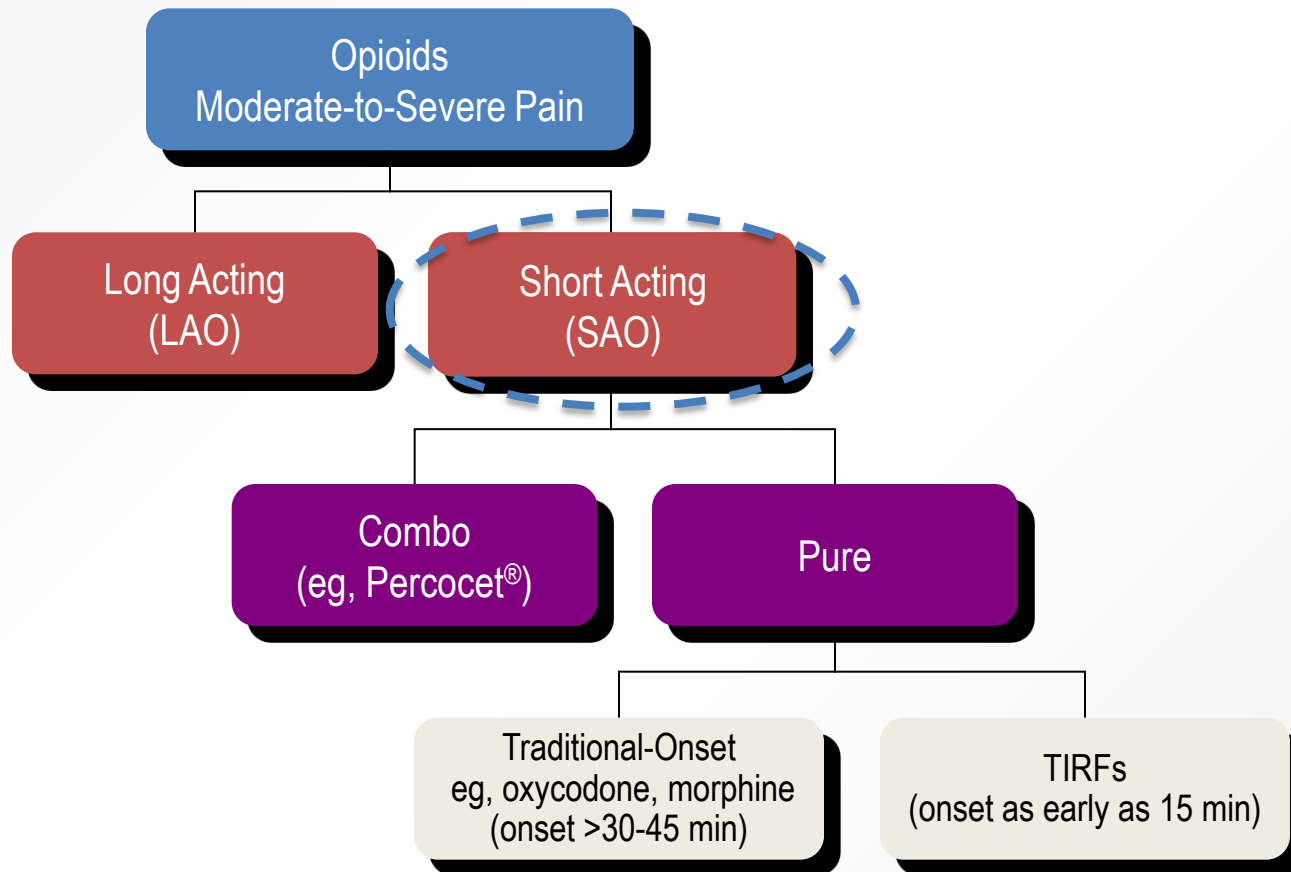 Opioids
Moderate-to-Severe Pain
Long Acting
(LAO)
Short Acting
(SAO)
Combo
(eg, Percocet®)
Pure
Traditional-Onset
eg, oxycodone, morphine
(onset >30-45 min)
TIRFs
(onset as early as 15 min)